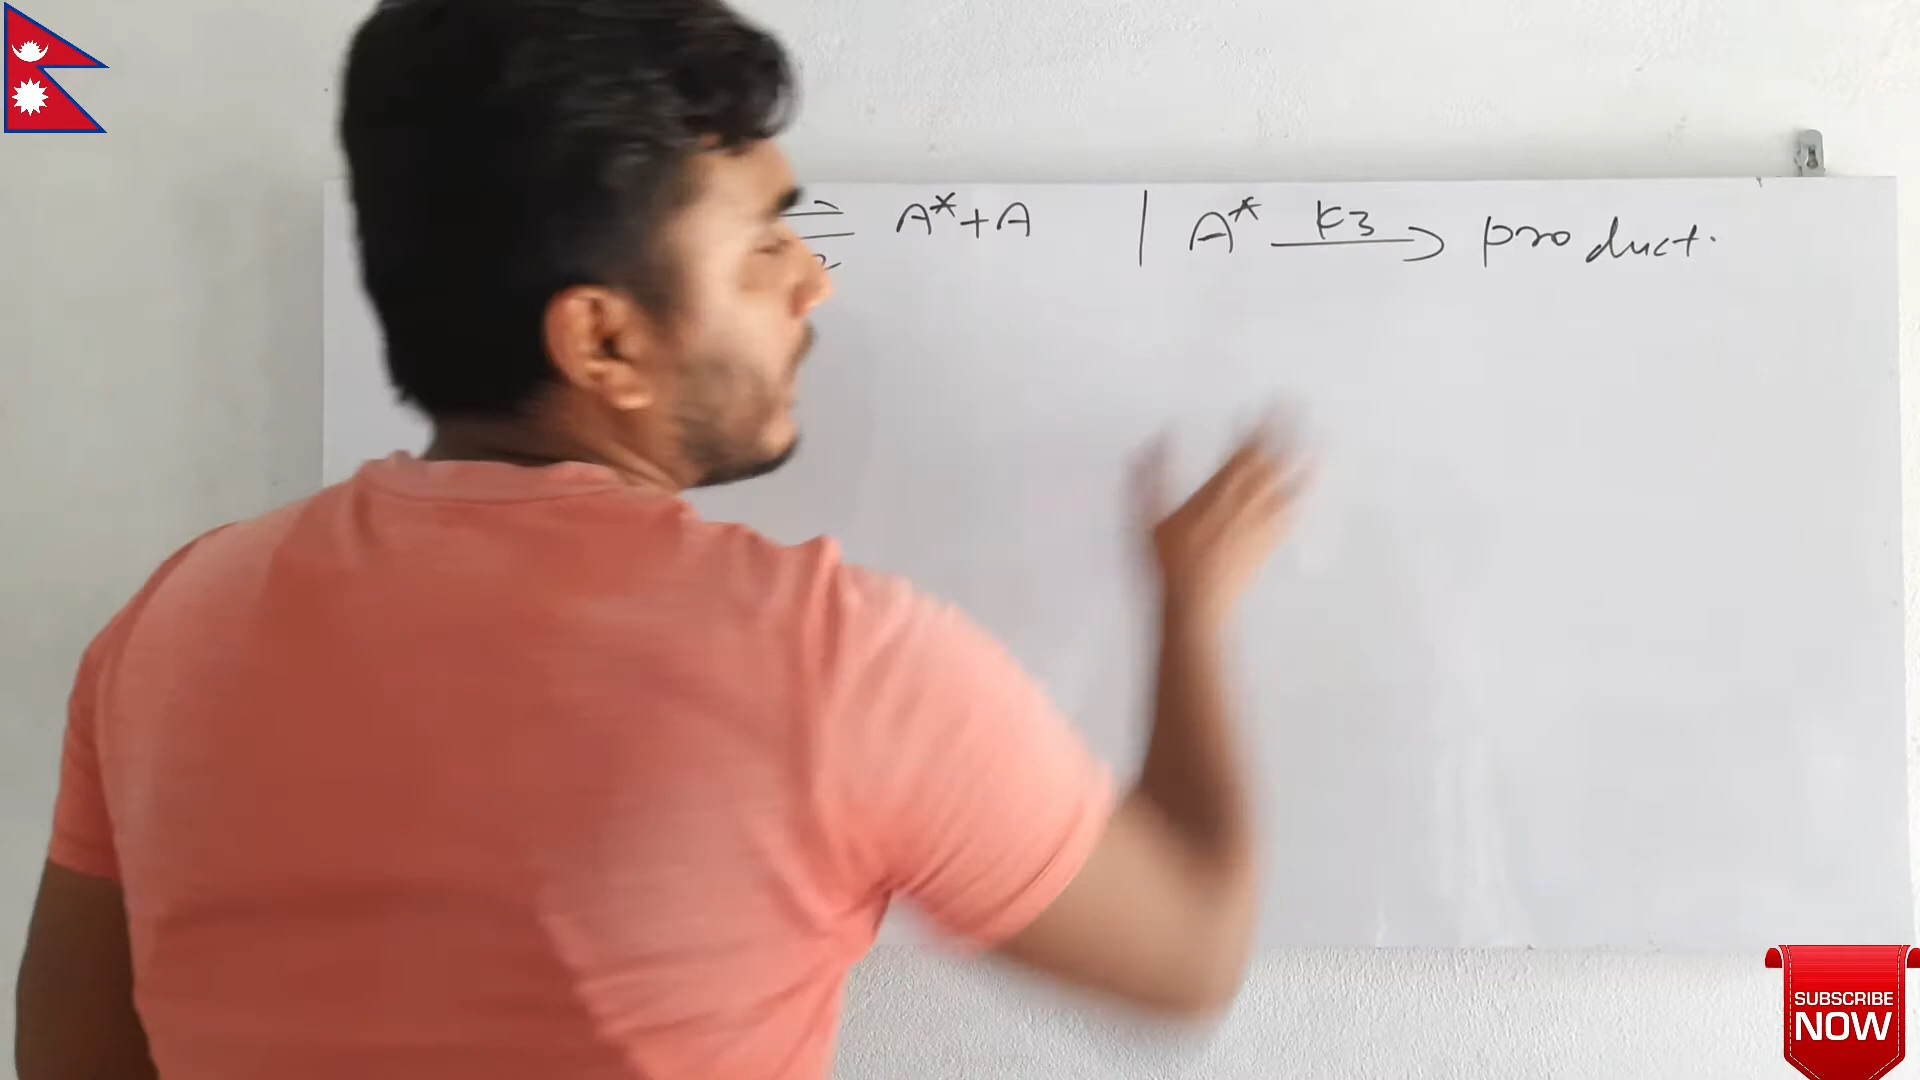 ⇌ A* + A | A* K3→ product.
SUBSCRIBE
NOW